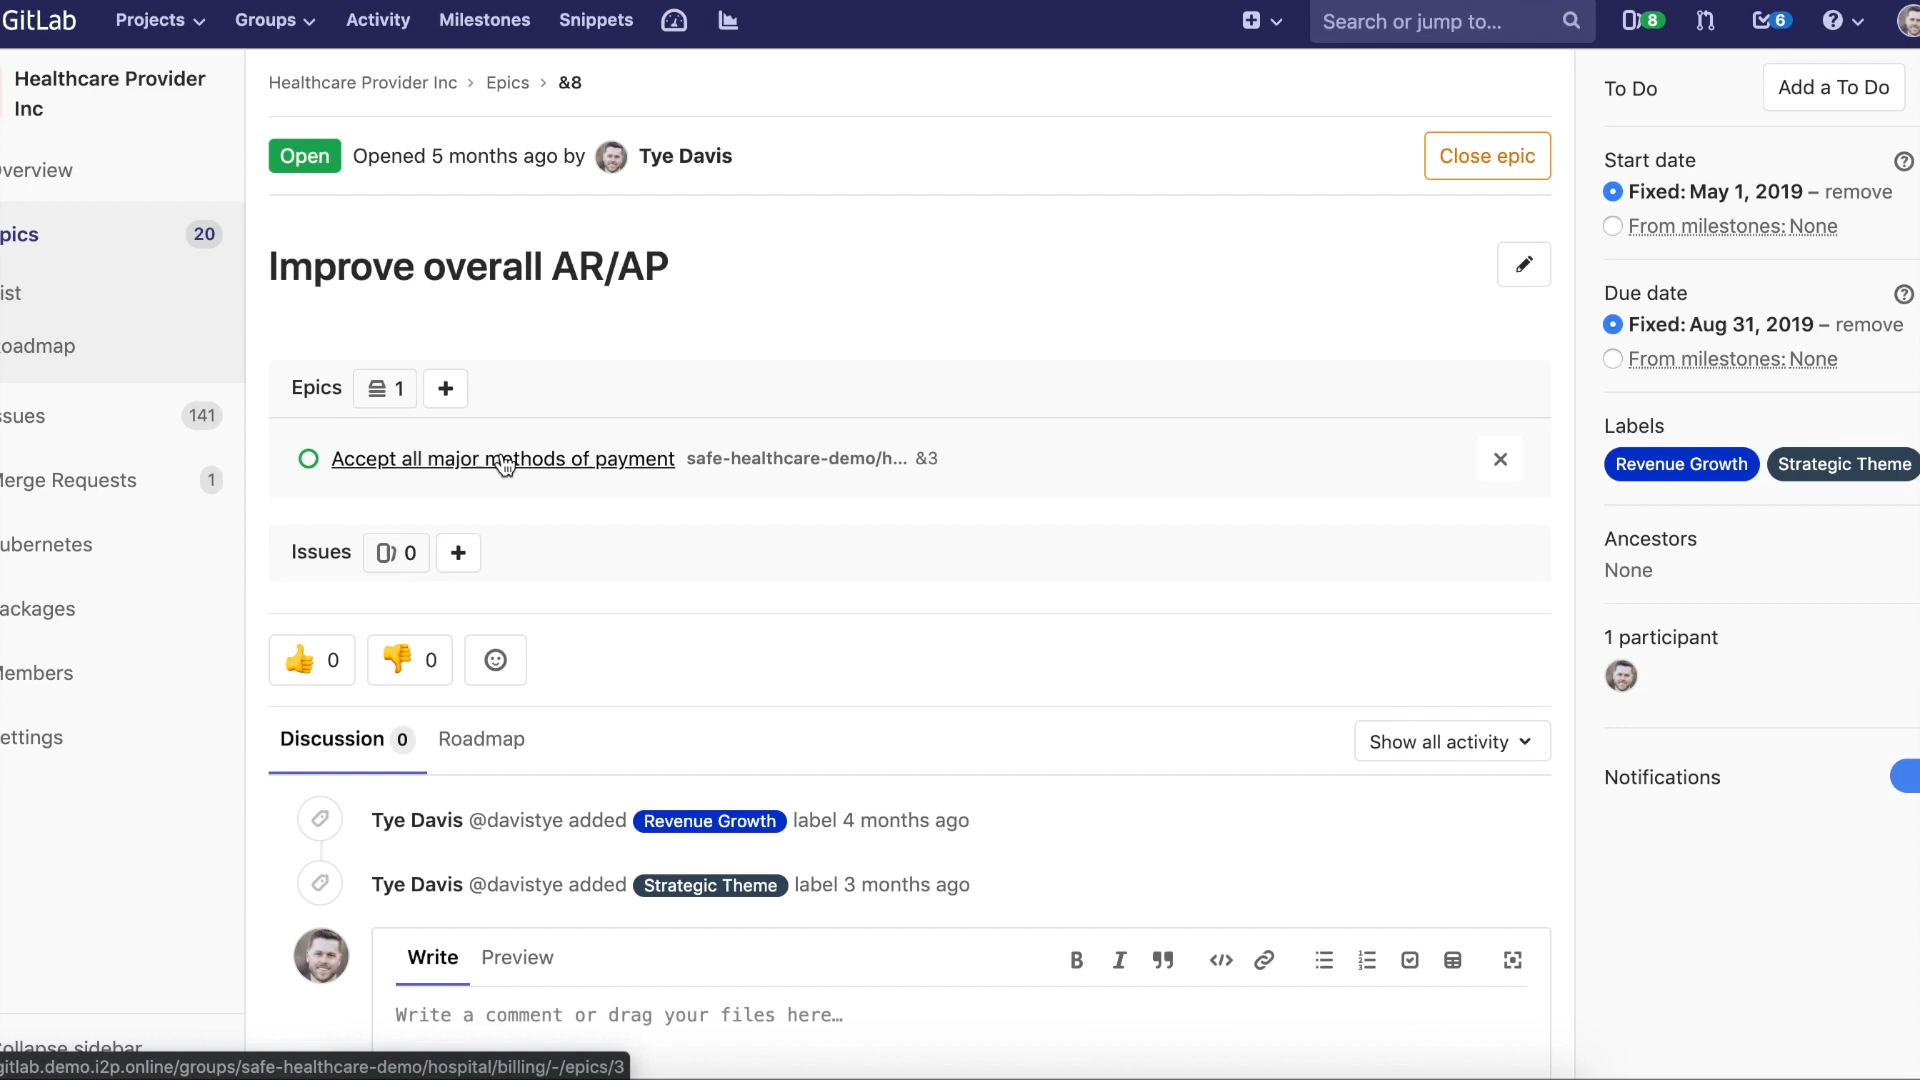 GitLab Projects Groups Activity Milestones Snippets Search or jump to... 8 6
Healthcare Provider
Inc
verview
pics 20
ist
oadmap
ssues 141
erge Requests 1
ubernetes
ackages
embers
ettings
ollapse sidebar
Healthcare Provider Inc > Epics > &8
Open Opened 5 months ago by Tye Davis Close epic
Improve overall AR/AP
Epics 1
Accept all major methods of payment safe-healthcare-demo/h... &3
Issues 0
0 0
Discussion 0 Roadmap Show all activity
Tye Davis @davistye added Revenue Growth label 4 months ago
Tye Davis @davistye added Strategic Theme label 3 months ago
Write Preview
Write a comment or drag your files here…
To Do Add a To Do
Start date
Fixed: May 1, 2019 – remove
From milestones: None
Due date
Fixed: Aug 31, 2019 – remove
From milestones: None
Labels
Revenue Growth Strategic Theme
Ancestors
None
1 participant
Notifications
gitlab.demo.i2p.online/groups/safe-healthcare-demo/hospital/billing/-/epics/3